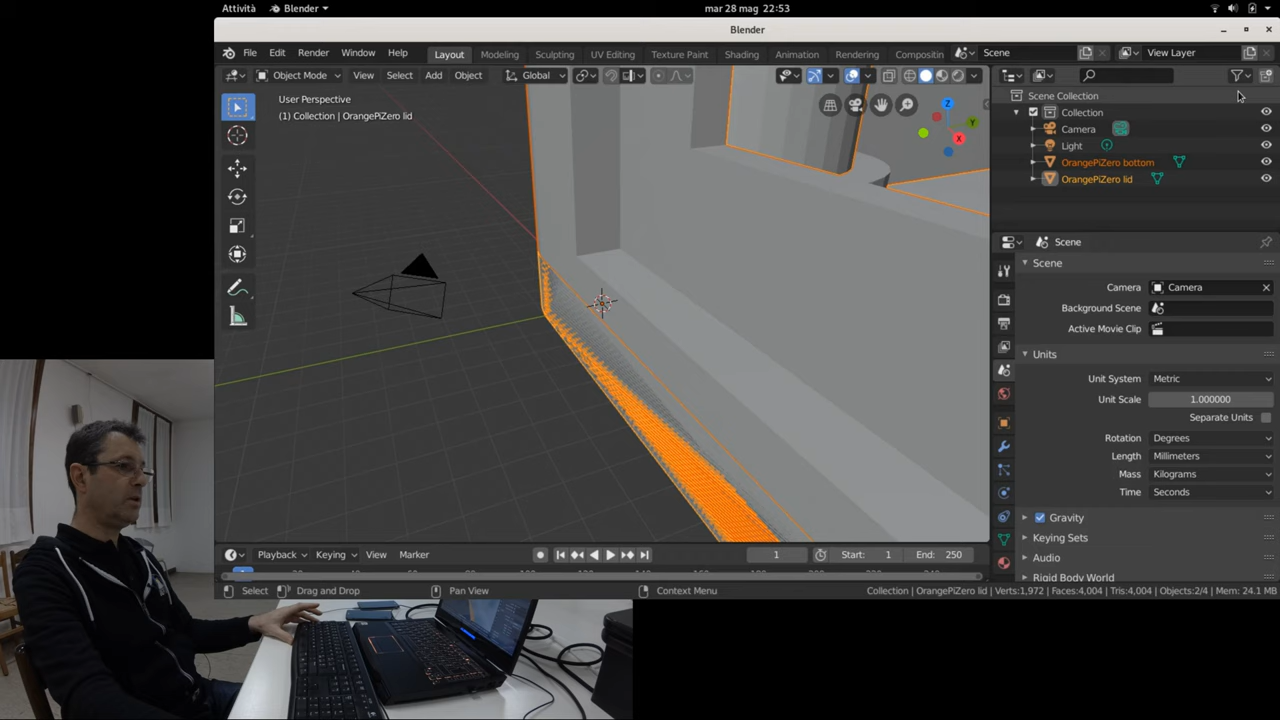 Attività Blender mar 28 mag 22:53
Blender
File Edit Render Window Help Layout Modeling Sculpting UV Editing Texture Paint Shading Animation Rendering Compositin Scene View Layer
Object Mode View Select Add Object Global
User Perspective
(1) Collection | OrangePiZero lid
Z
Y
X
Scene Collection
Collection
Camera
Light
OrangePiZero bottom
OrangePiZero lid
Scene
Scene
Camera Camera
Background Scene
Active Movie Clip
Units
Unit System Metric
Unit Scale 1.000000
Separate Units
Rotation Degrees
Length Millimeters
Mass Kilograms
Time Seconds
Gravity
Keying Sets
Audio
Rigid Body World
Playback Keying View Marker 1 Start: 1 End: 250
Select Drag and Drop Pan View Context Menu Collection | OrangePiZero lid | Verts:1,972 | Faces:4,004 | Tris:4,004 | Objects:2/4 | Mem: 24.1 MB